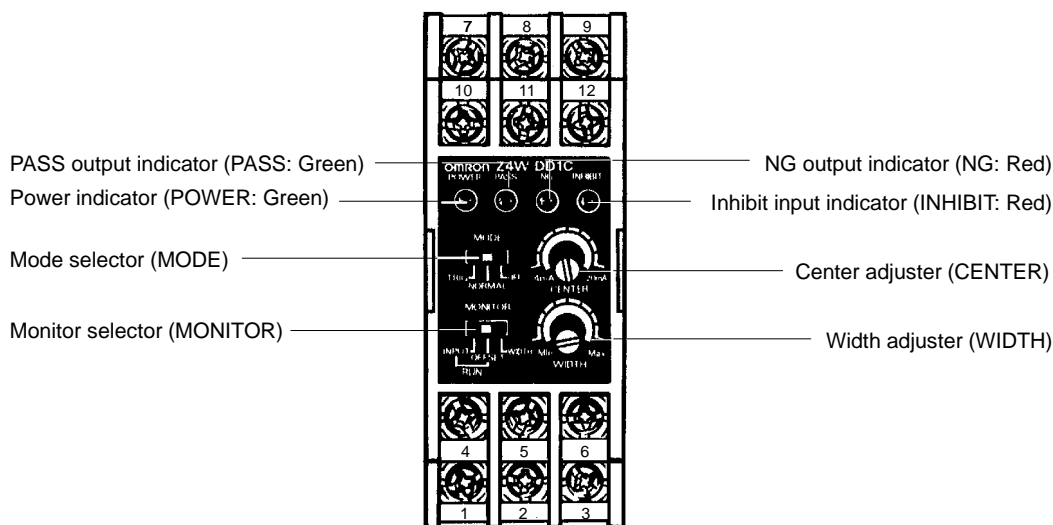 7 8 9
10 11 12
PASS output indicator (PASS: Green)
Power indicator (POWER: Green)
Mode selector (MODE)
Monitor selector (MONITOR)
omron Z4W DD1C
POWER PASS NG INHIBIT
MODE
TRIG NORMAL
4mA CENTER 20mA
MONITOR
INPUT OFFSET WIDTH
RUN
Min WIDTH Max
NG output indicator (NG: Red)
Inhibit input indicator (INHIBIT: Red)
Center adjuster (CENTER)
Width adjuster (WIDTH)
4 5 6
1 2 3